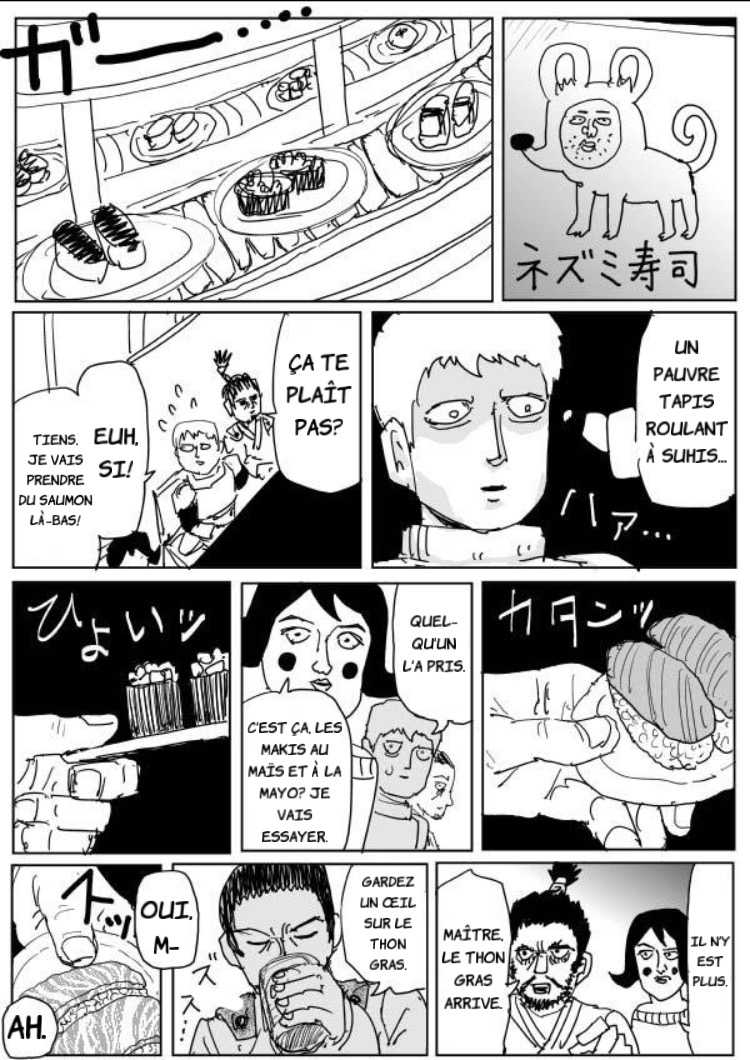 ネズミ寿司
ガー‥‥
UN
PAUVRE
TAPIS
ROULANT
À SUHIS...
ハァ…
ÇA TE
PLAÎT
PAS?
EUH,
SI!
TIENS.
JE VAIS
PRENDRE
DU SAUMON
LÀ-BAS!
カタンッ
QUEL-
QU'UN
L'A PRIS.
C'EST ÇA, LES
MAKIS AU
MAÏS ET À LA
MAYO? JE
VAIS
ESSAYER.
ひょいッ
IL N'Y
EST
PLUS.
MAÎTRE,
LE THON
GRAS
ARRIVE.
GARDEZ
UN ŒIL
SUR LE
THON
GRAS.
ズズ…
OUI,
M-
スッ
AH.